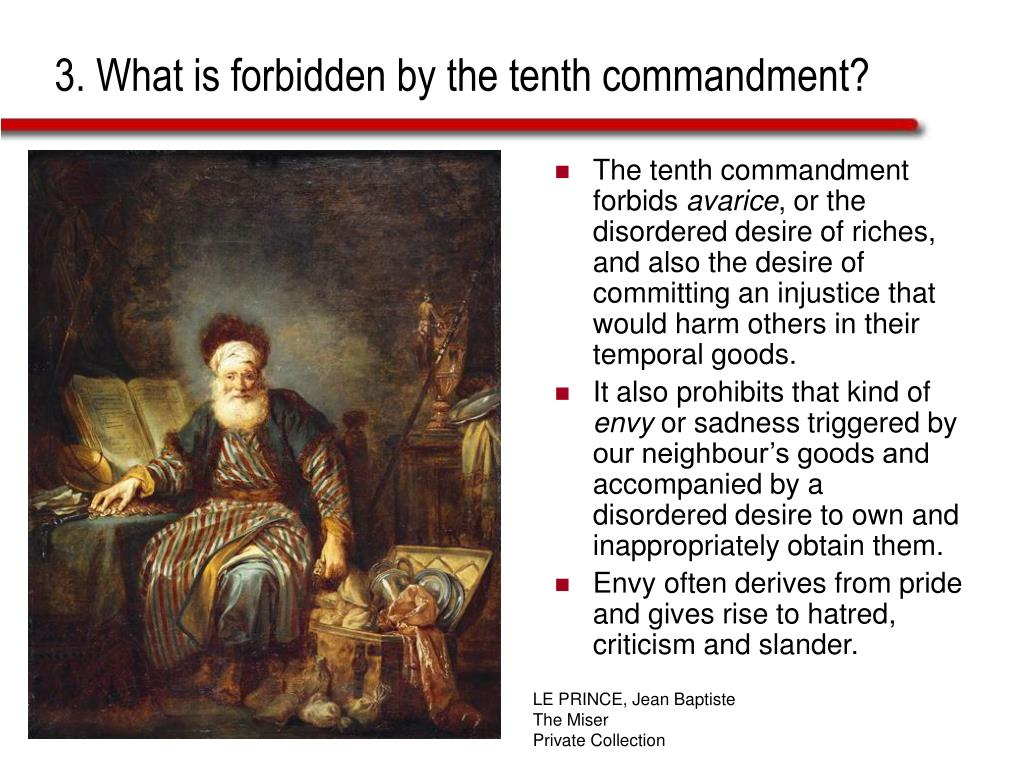 3. What is forbidden by the tenth commandment?
The tenth commandment
forbids avarice, or the
disordered desire of riches,
and also the desire of
committing an injustice that
would harm others in their
temporal goods.
It also prohibits that kind of
envy or sadness triggered by
our neighbour’s goods and
accompanied by a
disordered desire to own and
inappropriately obtain them.
Envy often derives from pride
and gives rise to hatred,
criticism and slander.
LE PRINCE, Jean Baptiste
The Miser
Private Collection